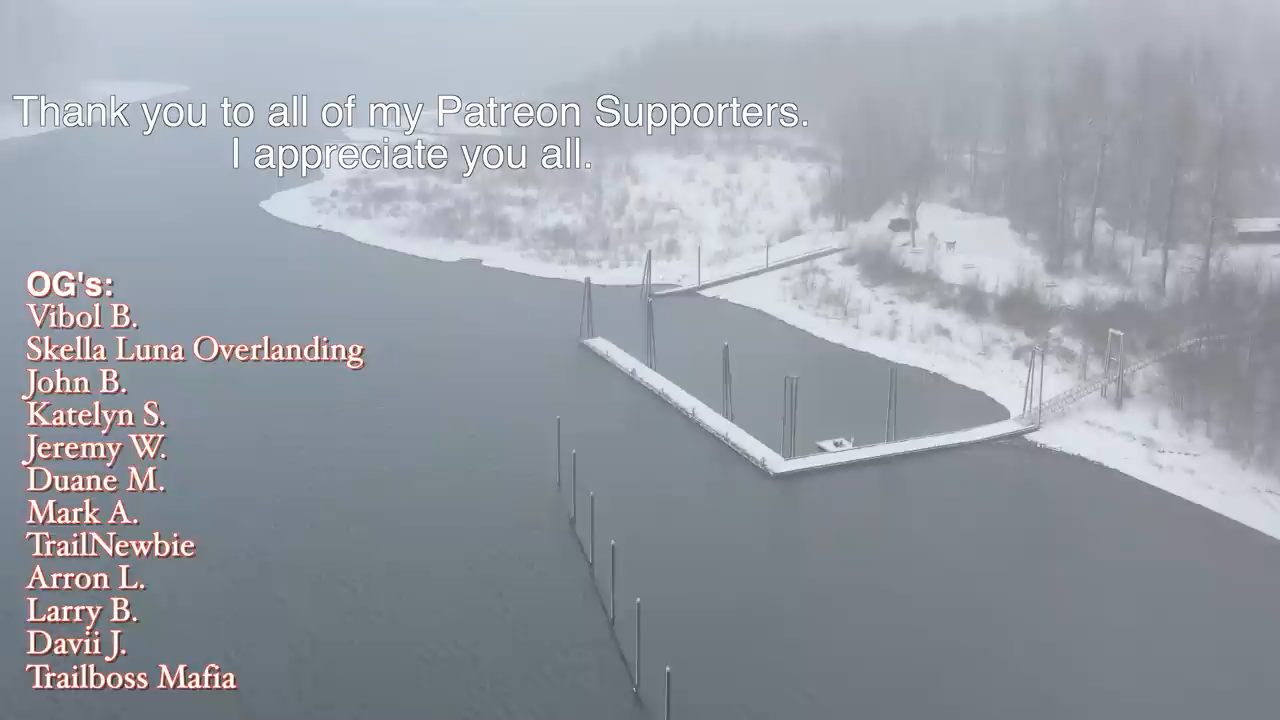 Thank you to all of my Patreon Supporters.
I appreciate you all.
OG's:
Vibol B.
Skella Luna Overlanding
John B.
Katelyn S.
Jeremy W.
Duane M.
Mark A.
TrailNewbie
Arron L.
Larry B.
Davii J.
Trailboss Mafia